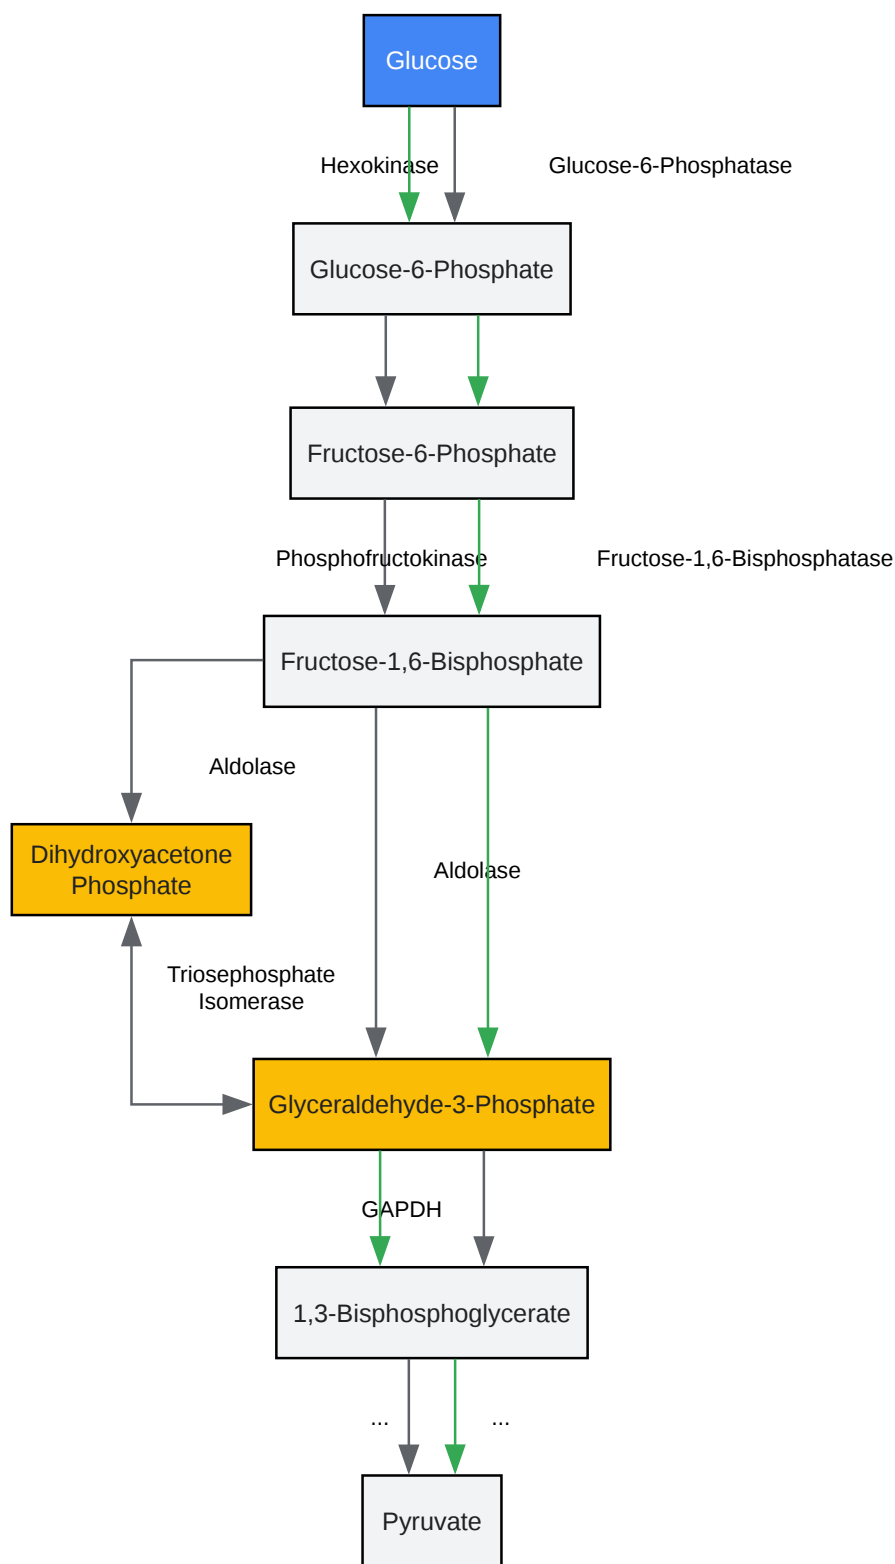 Glucose
Hexokinase
Glucose-6-Phosphatase
Glucose-6-Phosphate
Fructose-6-Phosphate
Phosphofructokinase
Fructose-1,6-Bisphosphatase
Fructose-1,6-Bisphosphate
Aldolase
Dihydroxyacetone
Phosphate
Aldolase
Triosephosphate
Isomerase
Glyceraldehyde-3-Phosphate
GAPDH
1,3-Bisphosphoglycerate
...
...
Pyruvate